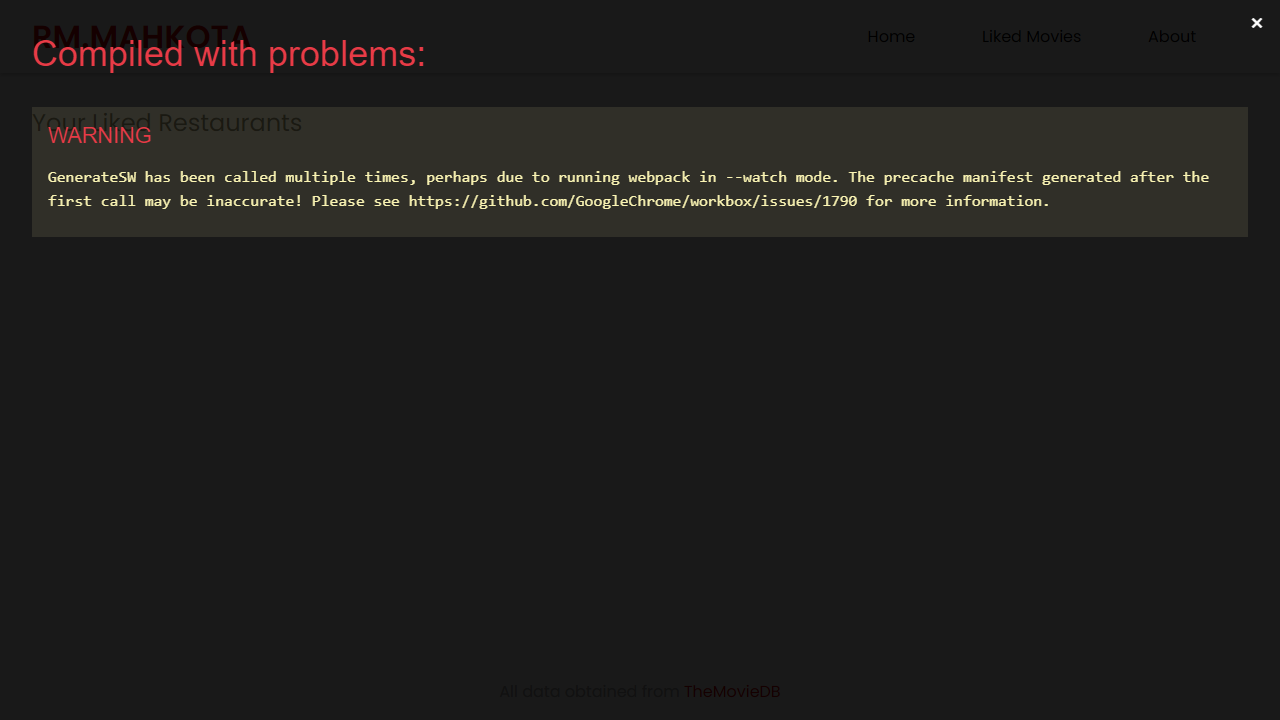 PM.MAHKOTA
Home Liked Movies About
Compiled with problems:
Your Liked Restaurants
WARNING
GenerateSW has been called multiple times, perhaps due to running webpack in --watch mode. The precache manifest generated after the
first call may be inaccurate! Please see https://github.com/GoogleChrome/workbox/issues/1790 for more information.
All data obtained from TheMovieDB